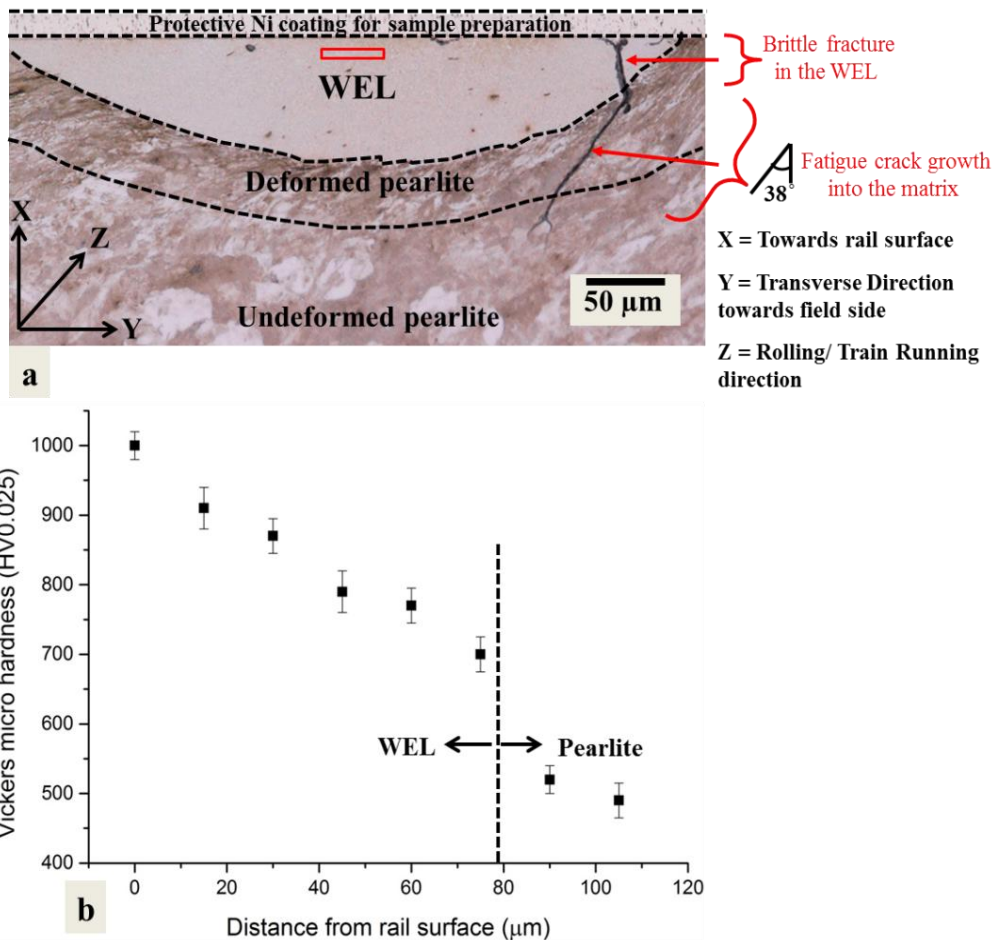 Protective Ni coating for sample preparation
WEL
Brittle fracture
in the WEL
Deformed pearlite
Fatigue crack growth
into the matrix
38°
X
Z
Y
50 µm
Undeformed pearlite
X = Towards rail surface
Y = Transverse Direction
towards field side
Z = Rolling/ Train Running
direction
a
Vickers micro hardness (HV0.025)
1000
900
800
700
600
500
400
WEL
Pearlite
0
20
40
60
80
100
120
b
Distance from rail surface (µm)